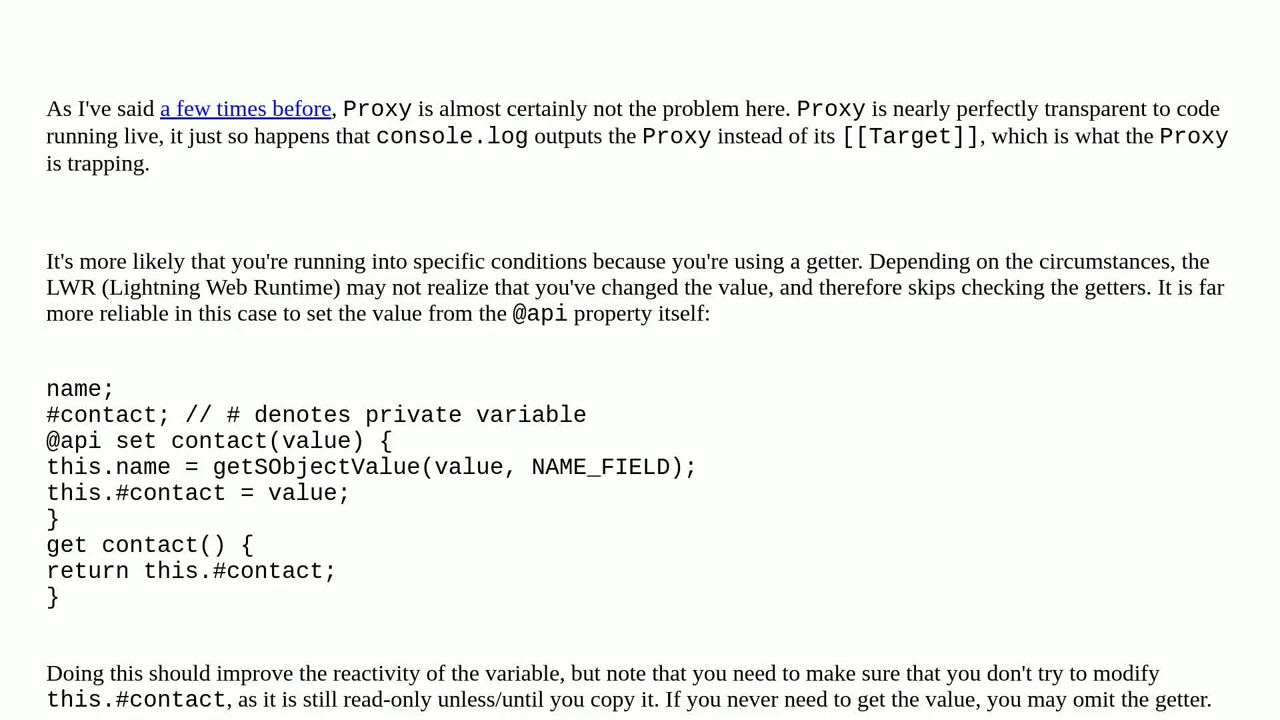 As I've said a few times before, Proxy is almost certainly not the problem here. Proxy is nearly perfectly transparent to code
running live, it just so happens that console.log outputs the Proxy instead of its [[Target]], which is what the Proxy
is trapping.
It's more likely that you're running into specific conditions because you're using a getter. Depending on the circumstances, the
LWR (Lightning Web Runtime) may not realize that you've changed the value, and therefore skips checking the getters. It is far
more reliable in this case to set the value from the @api property itself:
name;
#contact; // # denotes private variable
@api set contact(value) {
this.name = getSObjectValue(value, NAME_FIELD);
this.#contact = value;
}
get contact() {
return this.#contact;
}
Doing this should improve the reactivity of the variable, but note that you need to make sure that you don't try to modify
this.#contact, as it is still read-only unless/until you copy it. If you never need to get the value, you may omit the getter.